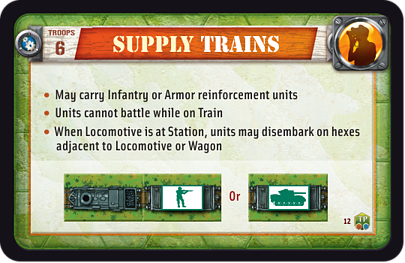 TROOPS
6
SUPPLY TRAINS
• May carry Infantry or Armor reinforcement units
• Units cannot battle while on Train
• When Locomotive is at Station, units may disembark on hexes
adjacent to Locomotive or Wagon
Or
12